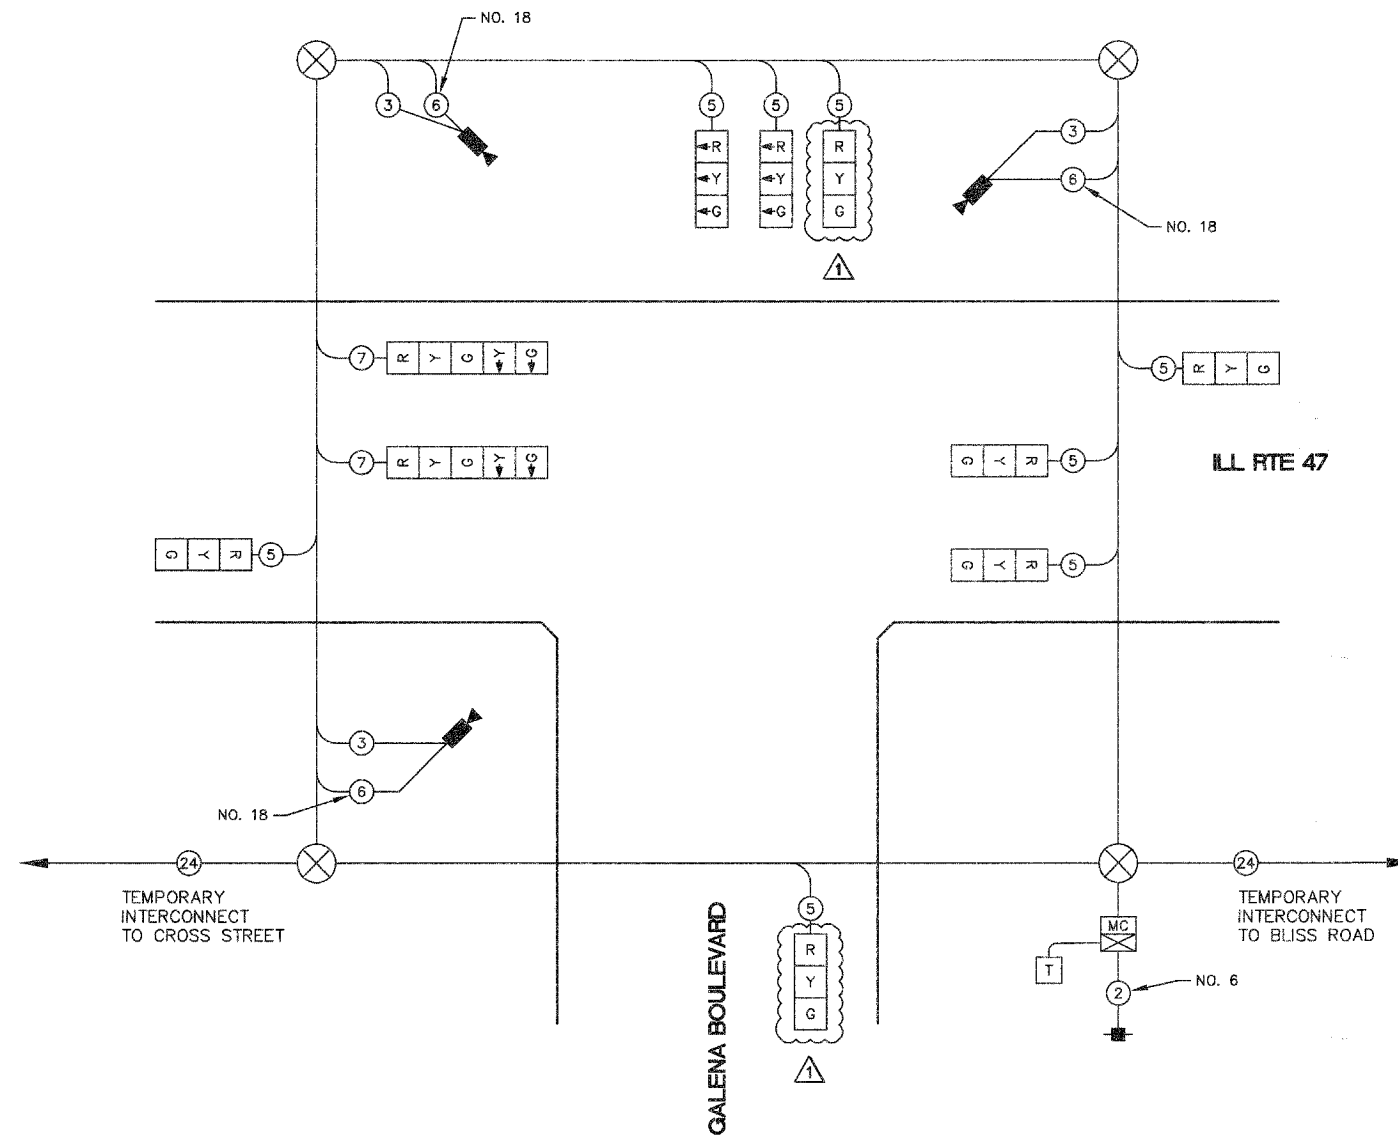 NO. 18
3
6
5
5
5
3
R
R
R
Y
Y
Y
G
G
G
6
NO. 18
1
7
R Y G Y G
5
R Y G
7
R Y G Y G
G Y R
5
ILL RTE 47
G Y R
5
G Y R
5
3
6
NO. 18
24
24
TEMPORARY
INTERCONNECT
TO CROSS STREET
TEMPORARY
INTERCONNECT
TO BLISS ROAD
5
R
Y
G
1
GALENA BOULEVARD
MC
T
2
NO. 6